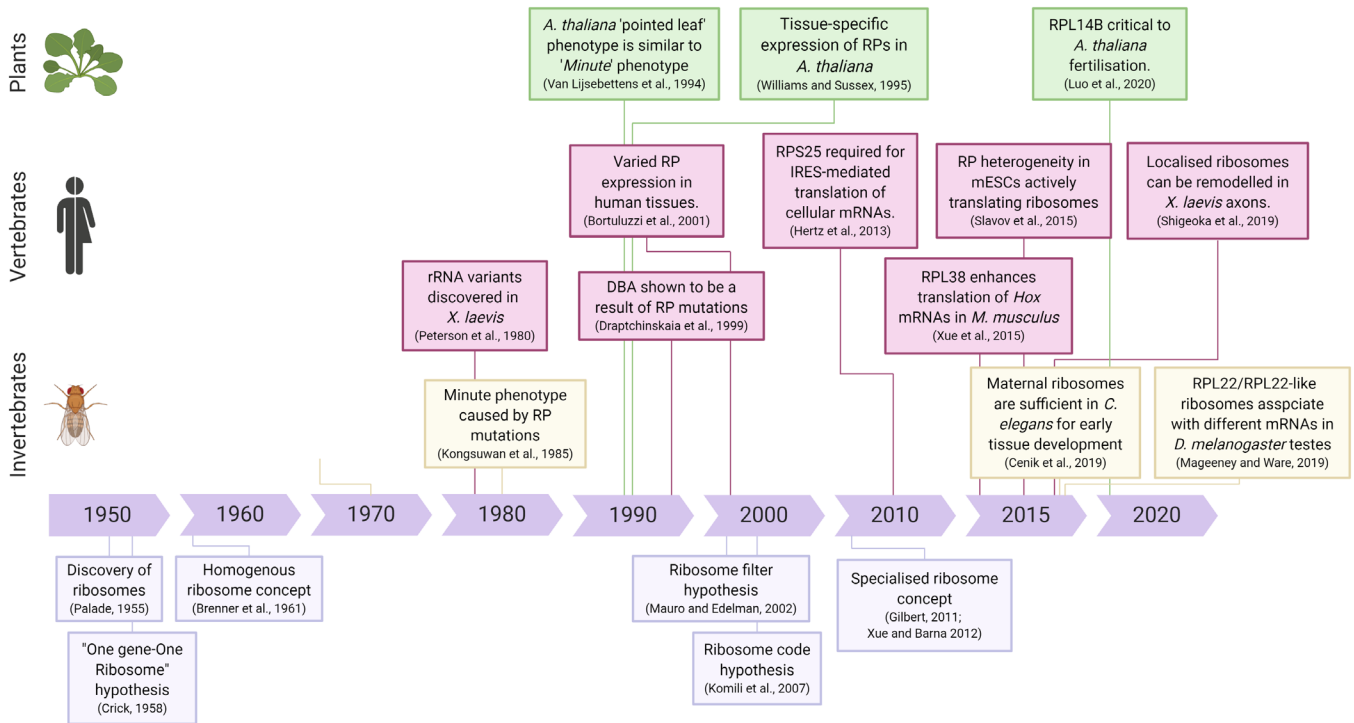 Plants
A. thaliana 'pointed leaf'
phenotype is similar to
'Minute' phenotype
(Van Lijsebettens et al., 1994)
Tissue-specific
expression of RPs in
A. thaliana
(Williams and Sussex, 1995)
RPL14B critical to
A. thaliana
fertilisation.
(Luo et al., 2020)
Vertebrates
Varied RP
expression in
human tissues.
(Bortuluzzi et al., 2001)
RPS25 required for
IRES-mediated
translation of
cellular mRNAs.
(Hertz et al., 2013)
RP heterogeneity in
mESCs actively
translating ribosomes
(Slavov et al., 2015)
Localised ribosomes
can be remodelled in
X. laevis axons.
(Shigeoka et al., 2019)
rRNA variants
discovered in
X. laevis
(Peterson et al., 1980)
DBA shown to be a
result of RP mutations
(Draptchinskaia et al., 1999)
RPL38 enhances
translation of Hox
mRNAs in M. musculus
(Xue et al., 2015)
Invertebrates
Minute phenotype
caused by RP
mutations
(Kongsuwan et al., 1985)
Maternal ribosomes
are sufficient in C.
elegans for early
tissue development
(Cenik et al., 2019)
RPL22/RPL22-like
ribosomes asspciate
with different mRNAs in
D. melanogaster testes
(Mageeney and Ware, 2019)
1950
1960
1970
1980
1990
2000
2010
2015
2020
Discovery of
ribosomes
(Palade, 1955)
"One gene-One
Ribosome"
hypothesis
(Crick, 1958)
Homogenous
ribosome concept
(Brenner et al., 1961)
Ribosome filter
hypothesis
(Mauro and Edelman, 2002)
Ribosome code
hypothesis
(Komili et al., 2007)
Specialised ribosome
concept
(Gilbert, 2011;
Xue and Barna 2012)